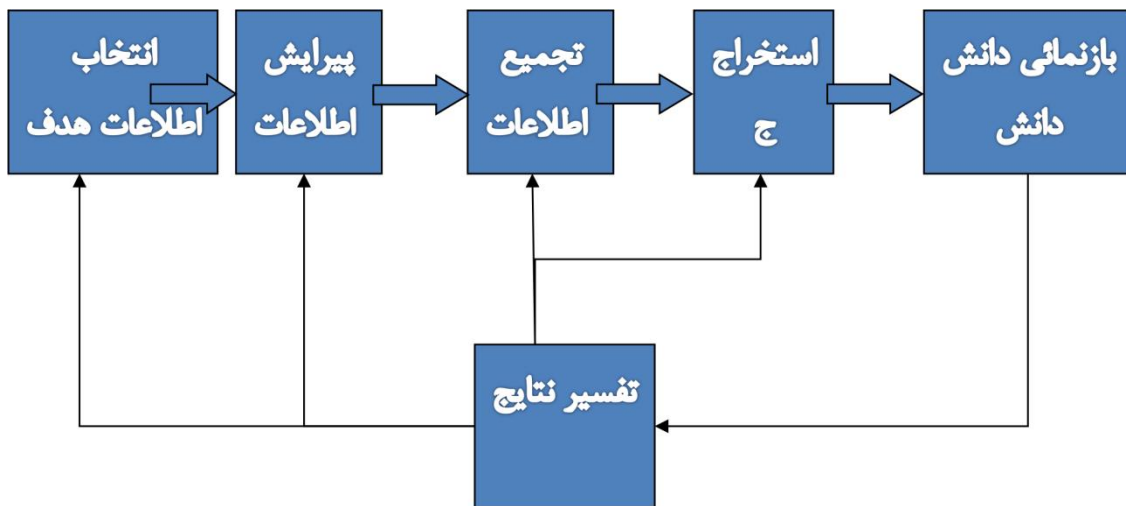 انتخاب
اطلاعات هدف
پیرایش
اطلاعات
تجمیع
اطلاعات
استخراج
ج
بازنمائی دانش
دانش
تفسیر نتایج